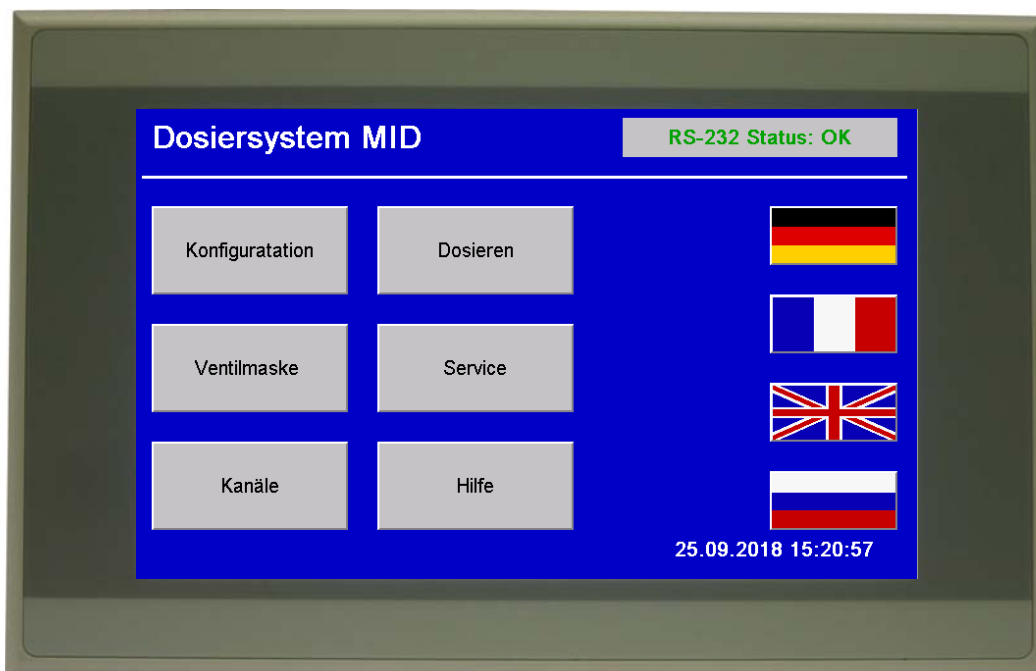 Dosiersystem MID
RS-232 Status: OK
Konfiguratation
Dosieren
Ventilmaske
Service
Kanäle
Hilfe
25.09.2018 15:20:57